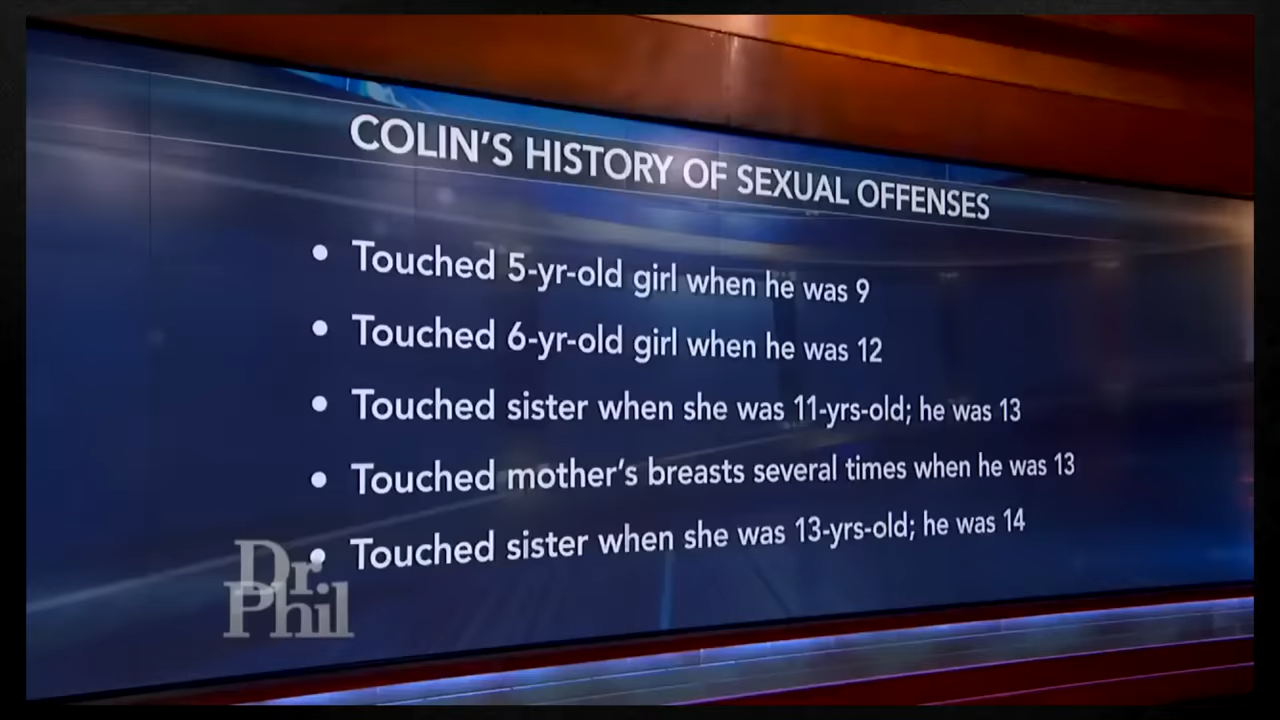 COLIN'S HISTORY OF SEXUAL OFFENSES
• Touched 5-yr-old girl when he was 9
• Touched 6-yr-old girl when he was 12
• Touched sister when she was 11-yrs-old; he was 13
• Touched mother's breasts several times when he was 13
• Touched sister when she was 13-yrs-old; he was 14
Dr.
Phil